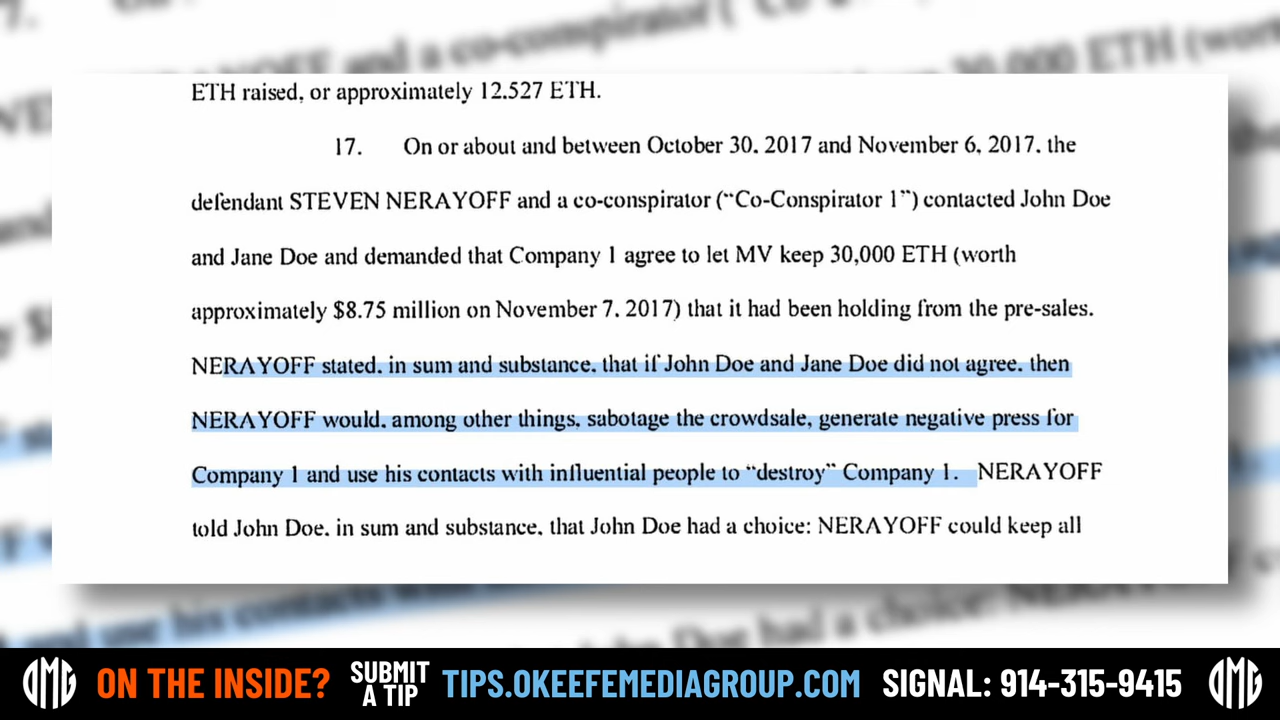 ETH raised, or approximately 12.527 ETH.
17. On or about and between October 30. 2017 and November 6, 2017. the
defendant STEVEN NERAYOFF and a co-conspirator (“Co-Conspirator 1”) contacted John Doe
and Jane Doe and demanded that Company 1 agree to let MV keep 30,000 ETH (worth
approximately $8.75 million on November 7. 2017) that it had been holding from the pre-sales.
NERAYOFF stated. in sum and substance. that if John Doe and Jane Doe did not agree. then
NERAYOFF would. among other things, sabotage the crowdsale, generate negative press for
Company 1 and use his contacts with influential people to “destroy” Company 1. NERAYOFF
told John Doe. in sum and substance, that John Doe had a choice: NERAYOFF could keep all
OMG ON THE INSIDE? SUBMIT A TIP TIPS.OKEEFEMEDIAGROUP.COM SIGNAL: 914-315-9415 OMG